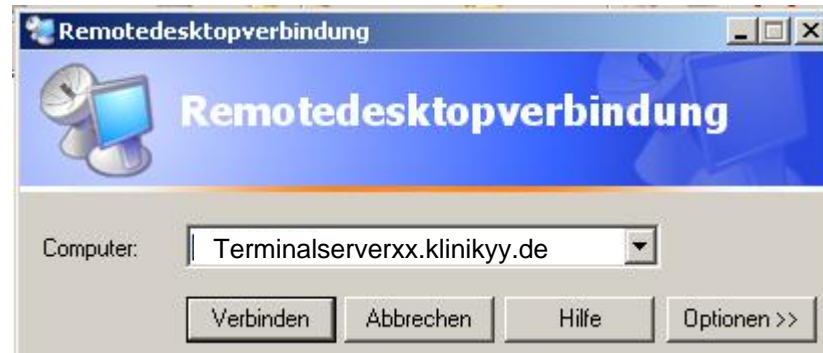 Remotedesktopverbindung
Remotedesktopverbindung
Computer: Terminalserverxx.klinikyy.de
Verbinden Abbrechen Hilfe Optionen >>